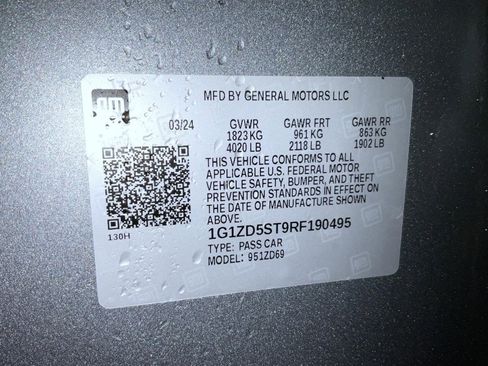 gm
MFD BY GENERAL MOTORS LLC
03/24 GVWR GAWR FRT GAWR RR
1823 KG 961 KG 863 KG
4020 LB 2118 LB 1902 LB
THIS VEHICLE CONFORMS TO ALL
APPLICABLE U.S. FEDERAL MOTOR
VEHICLE SAFETY, BUMPER, AND THEFT
PREVENTION STANDARDS IN EFFECT ON
THE DATE OF MANUFACTURE SHOWN
ABOVE.
130H
1G1ZD5ST9RF190495
TYPE: PASS CAR
MODEL: 951ZD69